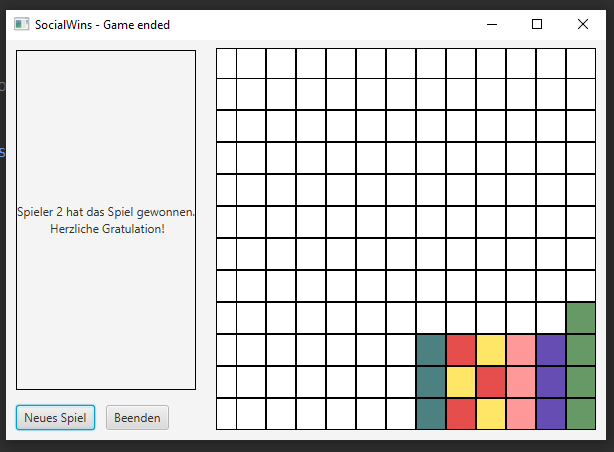 SocialWins - Game ended
Spieler 2 hat das Spiel gewonnen.
Herzliche Gratulation!
Neues Spiel
Beenden